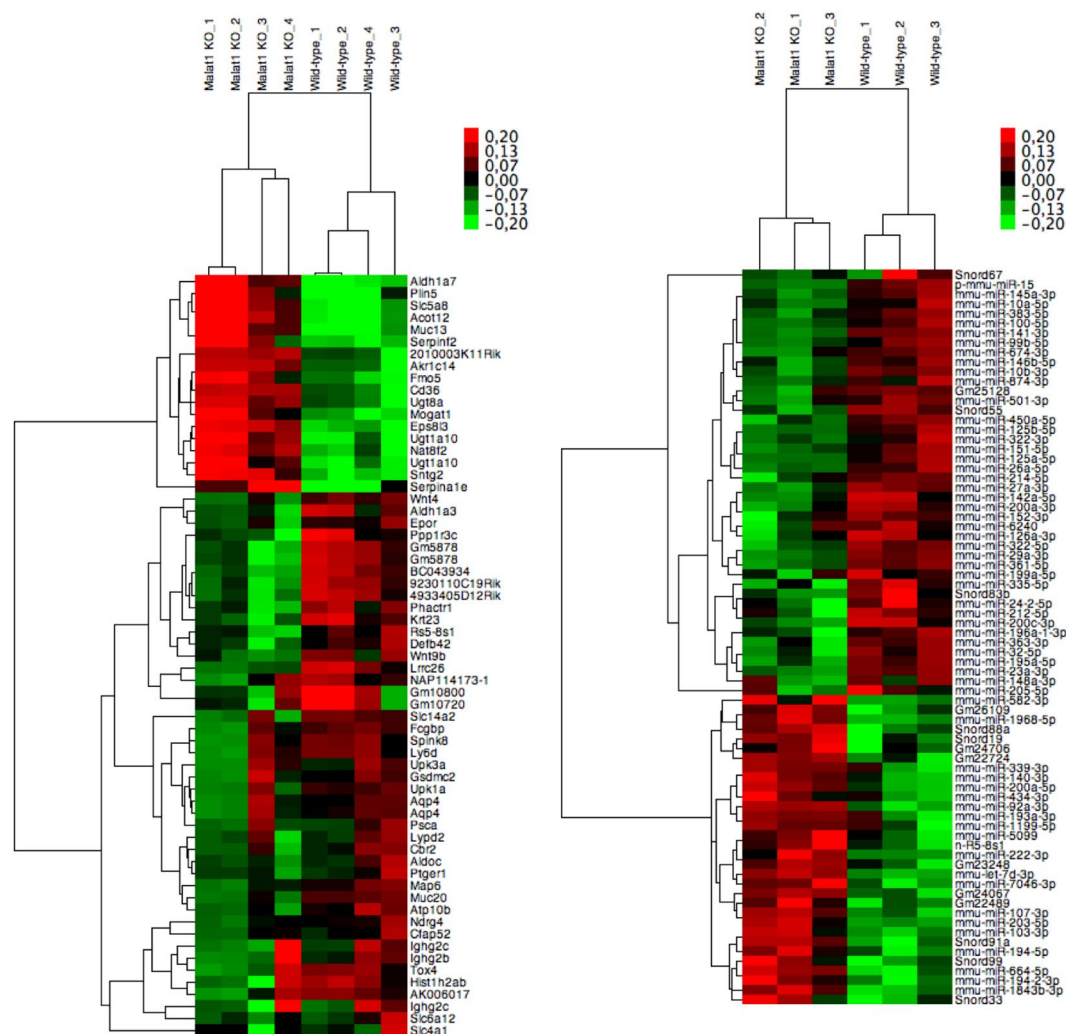 Malat1 KO_1
Malat1 KO_2
Malat1 KO_3
Malat1 KO_4
Wild-type_1
Wild-type_2
Wild-type_4
Wild-type_3
0,20
0,13
0,07
0,00
-0,07
-0,13
-0,20
Aldh1a7
Plin5
Slc5a8
Acot12
Muc13
Serpinf2
2010003K11Rik
Akr1c14
Fmo5
Cd36
Ugt8a
Mogat1
Eps8l3
Ugt1a10
Nat8f2
Ugt1a10
Sntg2
Serpina1e
Wnt4
Aldh1a3
Epor
Ppp1r3c
Gm5878
Gm5878
BC043934
9230110C19Rik
4933405D12Rik
Phactr1
Krt23
Rs5-8s1
Defb42
Wnt9b
Lrrc26
NAP114173-1
Gm10800
Gm10720
Slc14a2
Fcgbp
Spink8
Ly6d
Upk3a
Gsdmc2
Upk1a
Aqp4
Aqp4
Psca
Lypd2
Cbr2
Aldoc
Ptger1
Map6
Muc20
Atp10b
Ndrg4
Cfap52
Ighg2c
Ighg2b
Tox4
Hist1h2ab
AK006017
Ighg2c
Slc6a12
Slc4a1
Malat1 KO_2
Malat1 KO_1
Malat1 KO_3
Wild-type_1
Wild-type_2
Wild-type_3
0,20
0,13
0,07
0,00
-0,07
-0,13
-0,20
Snord67
p-mmu-miR-15
mmu-miR-145a-3p
mmu-miR-10a-5p
mmu-miR-383-5p
mmu-miR-100-5p
mmu-miR-141-3p
mmu-miR-99b-5p
mmu-miR-674-3p
mmu-miR-146b-5p
mmu-miR-10b-3p
mmu-miR-874-3p
Gm25128
mmu-miR-501-3p
Snord55
mmu-miR-450a-5p
mmu-miR-125b-5p
mmu-miR-322-3p
mmu-miR-151-5p
mmu-miR-125a-5p
mmu-miR-26a-5p
mmu-miR-214-5p
mmu-miR-27a-3p
mmu-miR-142a-5p
mmu-miR-200a-3p
mmu-miR-152-3p
mmu-miR-6240
mmu-miR-126a-3p
mmu-miR-322-5p
mmu-miR-29a-3p
mmu-miR-361-5p
mmu-miR-199a-5p
mmu-miR-335-5p
Snord83b
mmu-miR-24-2-5p
mmu-miR-212-5p
mmu-miR-200c-3p
mmu-miR-196a-1-3p
mmu-miR-363-3p
mmu-miR-32-5p
mmu-miR-195a-5p
mmu-miR-23a-3p
mmu-miR-148a-3p
mmu-miR-205-5p
mmu-miR-582-3p
Gm26109
mmu-miR-1968-5p
Snord88a
Snord19
Gm24706
Gm22724
mmu-miR-339-3p
mmu-miR-140-3p
mmu-miR-200a-5p
mmu-miR-434-3p
mmu-miR-92a-3p
mmu-miR-193a-3p
mmu-miR-1199-5p
mmu-miR-5099
n-R5-8s1
mmu-miR-222-3p
Gm23248
mmu-let-7d-3p
mmu-miR-7046-3p
Gm24067
Gm22489
mmu-miR-107-3p
mmu-miR-203-5p
mmu-miR-103-3p
Snord91a
mmu-miR-194-5p
Snord99
mmu-miR-664-5p
mmu-miR-194-2-3p
mmu-miR-1843b-3p
Snord33